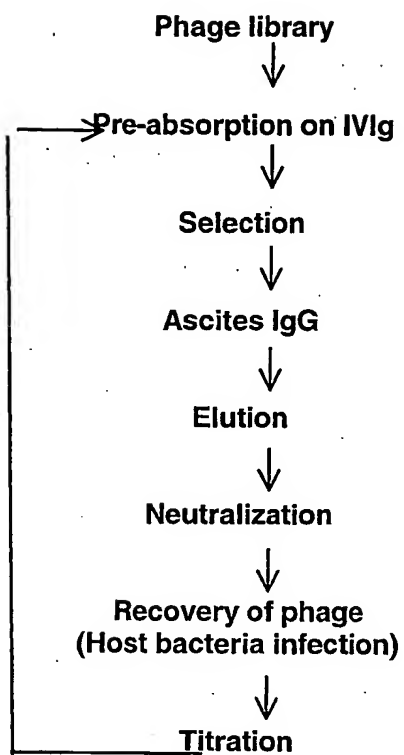 Phage library
Pre-absorption on IVIg
Selection
Ascites IgG
Elution
Neutralization
Recovery of phage
(Host bacteria infection)
Titration